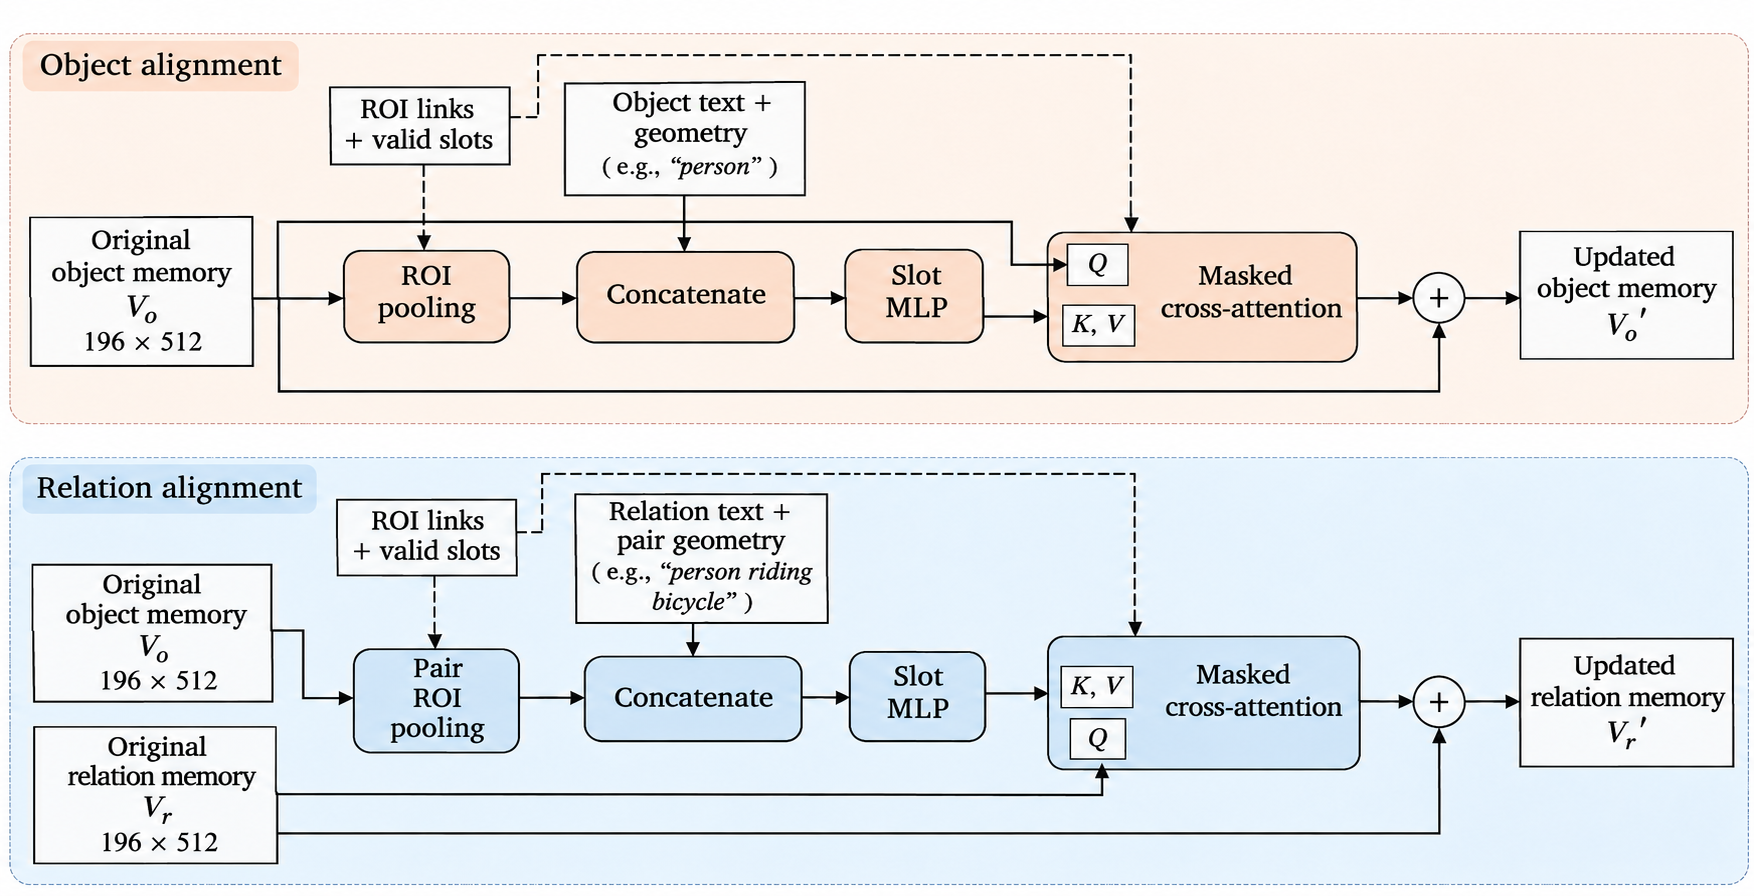 Object alignment
ROI links
+ valid slots
Object text +
geometry
( e.g., “person” )
Original
object memory
Vₒ
196 × 512
ROI
pooling
Concatenate
Slot
MLP
Q
K, V
Masked
cross-attention
+
Updated
object memory
Vₒ′
Relation alignment
ROI links
+ valid slots
Relation text +
pair geometry
( e.g., “person riding
bicycle” )
Original
object memory
Vₒ
196 × 512
Original
relation memory
Vᵣ
196 × 512
Pair
ROI
pooling
Concatenate
Slot
MLP
K, V
Q
Masked
cross-attention
+
Updated
relation memory
Vᵣ′